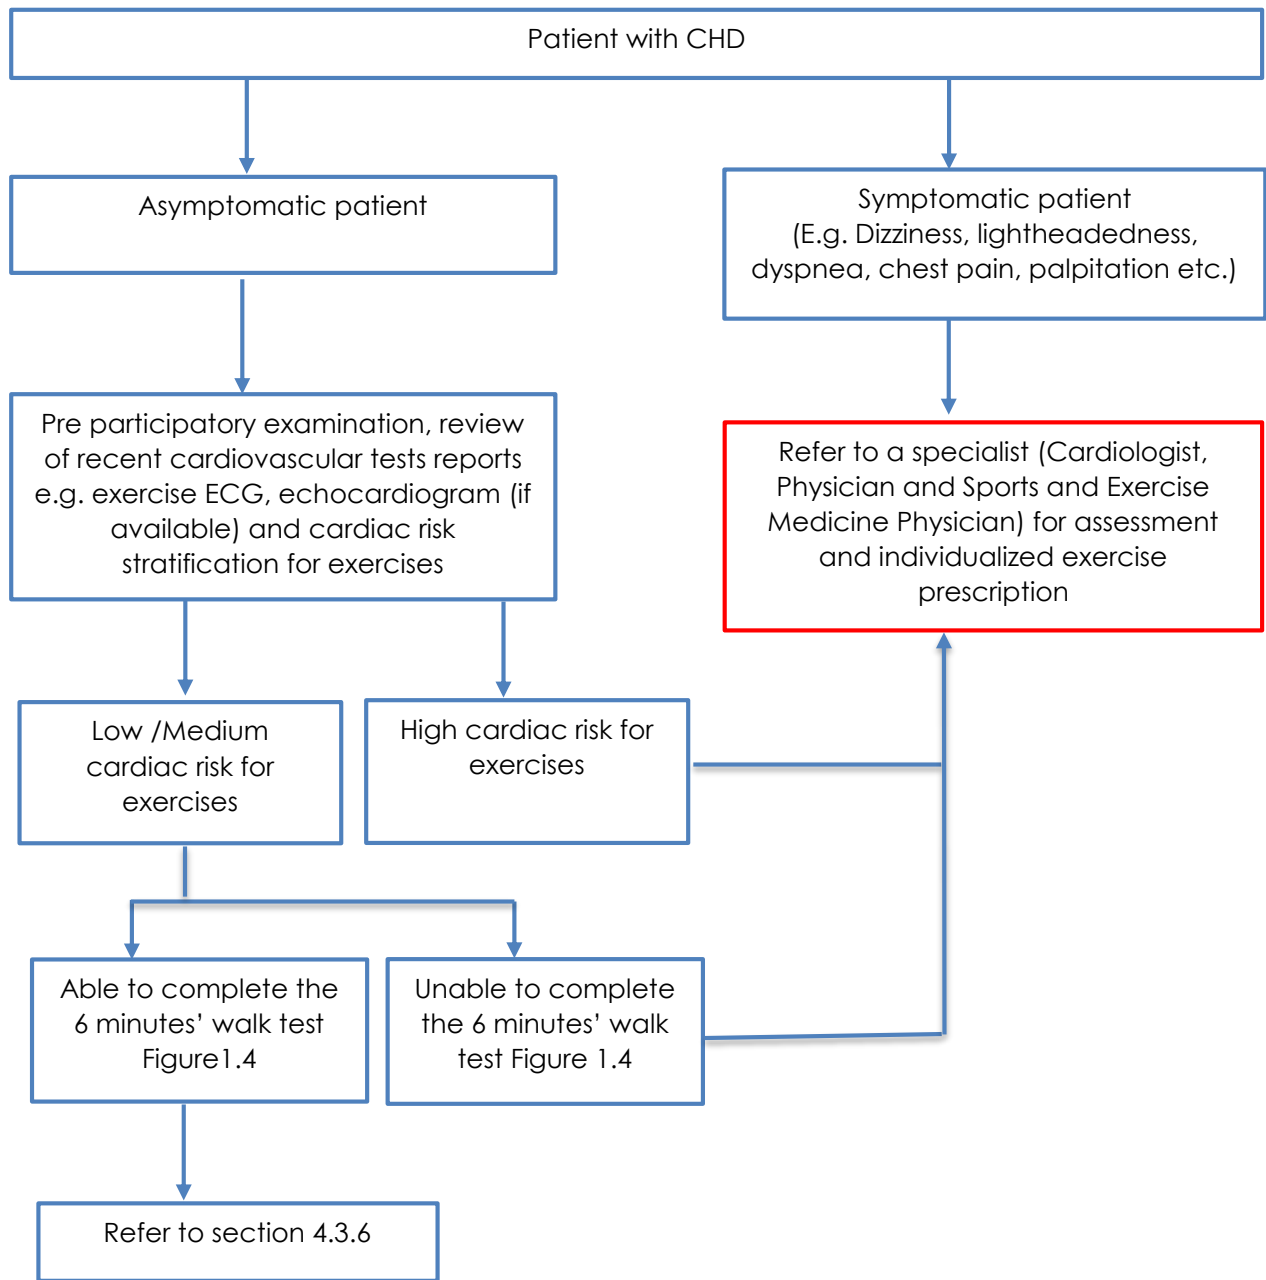 Patient with CHD
Asymptomatic patient
Symptomatic patient
(E.g. Dizziness, lightheadedness,
dyspnea, chest pain, palpitation etc.)
Pre participatory examination, review
of recent cardiovascular tests reports
e.g. exercise ECG, echocardiogram (if
available) and cardiac risk
stratification for exercises
Refer to a specialist (Cardiologist,
Physician and Sports and Exercise
Medicine Physician) for assessment
and individualized exercise
prescription
Low /Medium
cardiac risk for
exercises
High cardiac risk for
exercises
Able to complete the
6 minutes’ walk test
Figure1.4
Unable to complete
the 6 minutes’ walk
test Figure 1.4
Refer to section 4.3.6